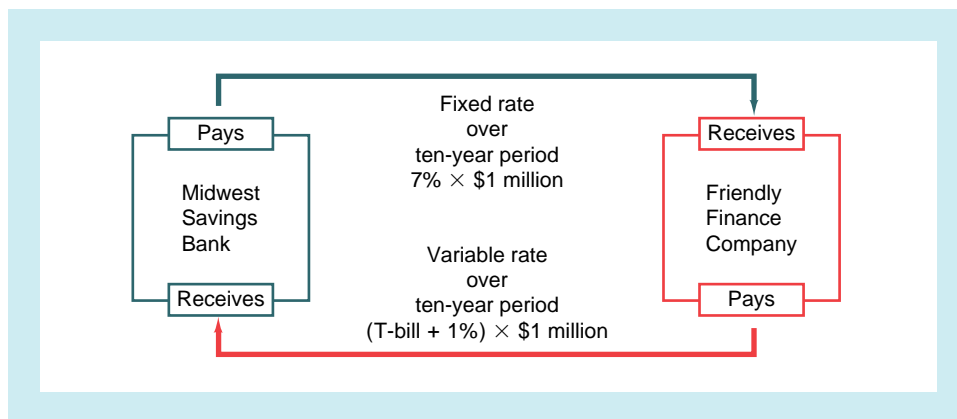 Pays
Midwest
Savings
Bank
Receives
Fixed rate
over
ten-year period
7% × $1 million
Variable rate
over
ten-year period
(T-bill + 1%) × $1 million
Receives
Friendly
Finance
Company
Pays